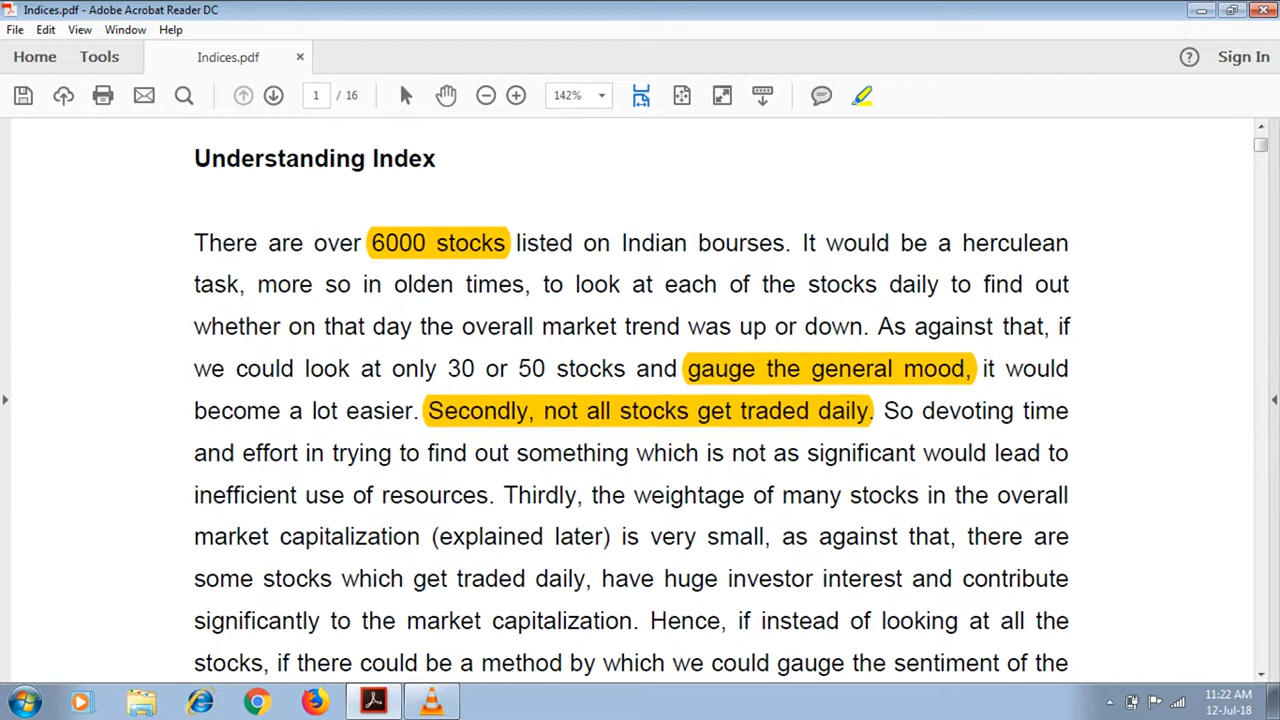 Indices.pdf - Adobe Acrobat Reader DC
File Edit View Window Help
Home Tools Indices.pdf × ? Sign In
1 / 16 142%
Understanding Index
There are over 6000 stocks listed on Indian bourses. It would be a herculean
task, more so in olden times, to look at each of the stocks daily to find out
whether on that day the overall market trend was up or down. As against that, if
we could look at only 30 or 50 stocks and gauge the general mood, it would
become a lot easier. Secondly, not all stocks get traded daily. So devoting time
and effort in trying to find out something which is not as significant would lead to
inefficient use of resources. Thirdly, the weightage of many stocks in the overall
market capitalization (explained later) is very small, as against that, there are
some stocks which get traded daily, have huge investor interest and contribute
significantly to the market capitalization. Hence, if instead of looking at all the
stocks, if there could be a method by which we could gauge the sentiment of the
11:22 AM
12-Jul-18